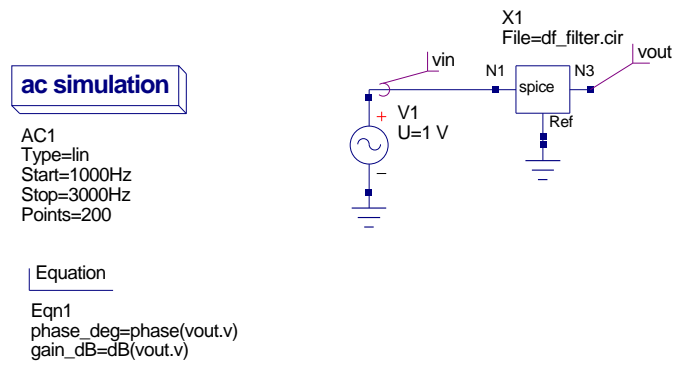 X1
File=df_filter.cir
vin
vout
N1
N3
spice
Ref
+
V1
U=1 V
–
ac simulation
AC1
Type=lin
Start=1000Hz
Stop=3000Hz
Points=200
Equation
Eqn1
phase_deg=phase(vout.v)
gain_dB=dB(vout.v)